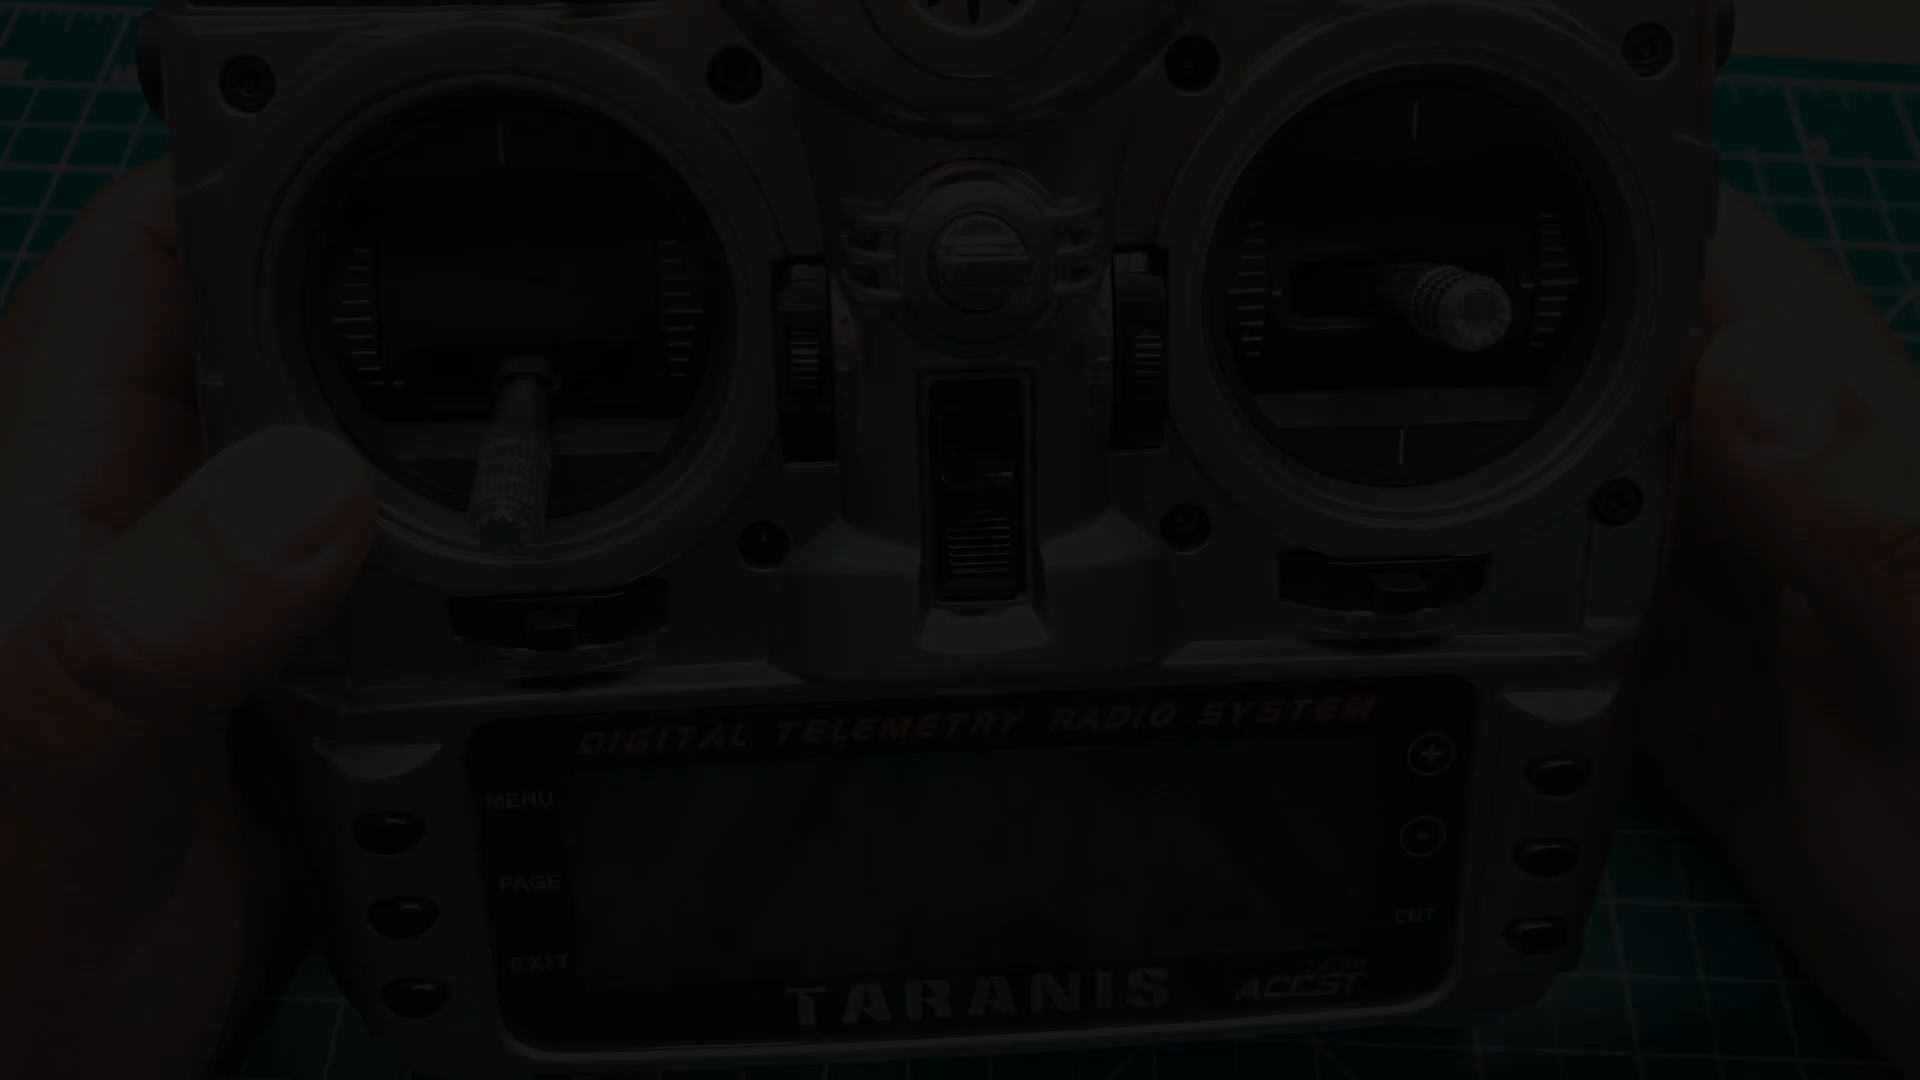 DIGITAL TELEMETRY RADIO SYSTEM
MENU
+
PAGE
-
EXIT
ENT
TARANIS
ACCST